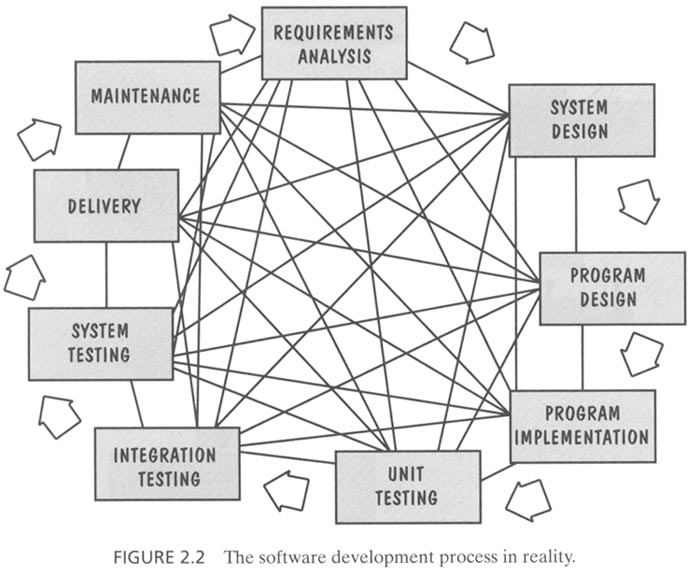 REQUIREMENTS
ANALYSIS
SYSTEM
DESIGN
PROGRAM
DESIGN
PROGRAM
IMPLEMENTATION
UNIT
TESTING
INTEGRATION
TESTING
SYSTEM
TESTING
DELIVERY
MAINTENANCE
FIGURE 2.2 The software development process in reality.